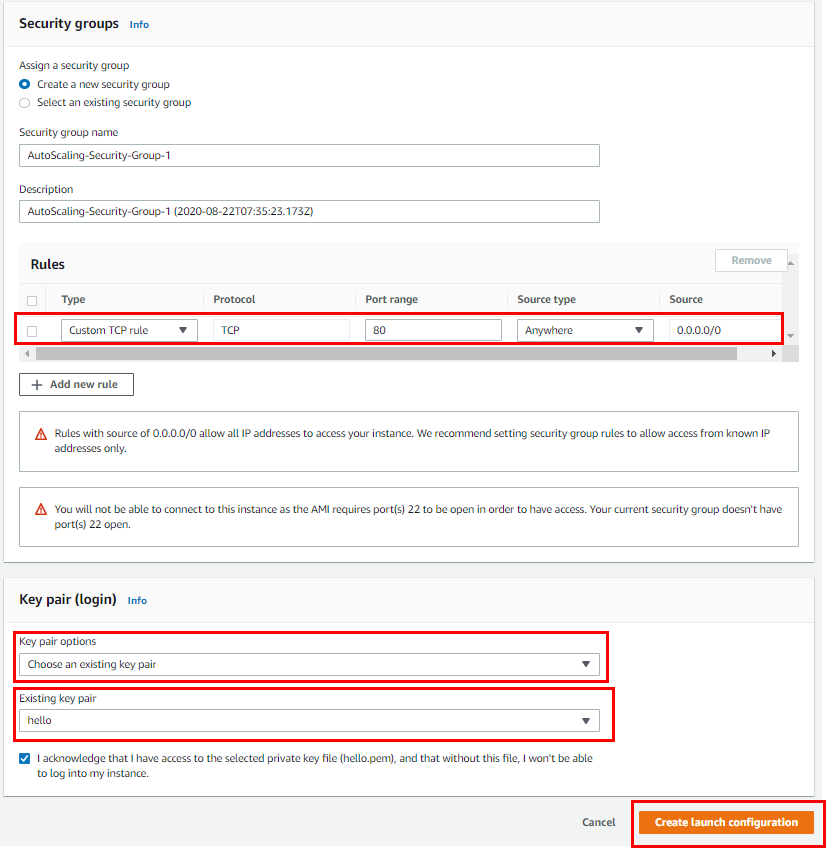 Security groups Info
Assign a security group
Create a new security group
Select an existing security group
Security group name
AutoScaling-Security-Group-1
Description
AutoScaling-Security-Group-1 (2020-08-22T07:35:23.173Z)
Rules
Remove
Type Protocol Port range Source type Source
Custom TCP rule TCP 80 Anywhere 0.0.0.0/0
Add new rule
Rules with source of 0.0.0.0/0 allow all IP addresses to access your instance. We recommend setting security group rules to allow access from known IP
addresses only.
You will not be able to connect to this instance as the AMI requires port(s) 22 to be open in order to have access. Your current security group doesn't have
port(s) 22 open.
Key pair (login) Info
Key pair options
Choose an existing key pair
Existing key pair
hello
I acknowledge that I have access to the selected private key file (hello.pem), and that without this file, I won't be able
to log into my instance.
Cancel Create launch configuration